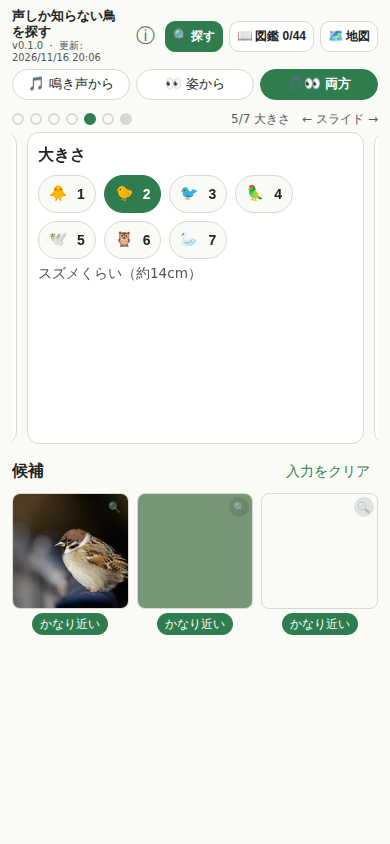 声しか知らない鳥
を探す
v0.1.0 ・ 更新:
2026/11/16 20:06
ⓘ
🔍 探す
📖 図鑑 0/44
🗺️ 地図
🎵 鳴き声から
👀 姿から
🎵👀 両方
5/7 大きさ ← スライド →
大きさ
🐥 1
🐤 2
🐦 3
🦜 4
🕊️ 5
🦉 6
🦢 7
スズメくらい（約14cm）
候補
入力をクリア
かなり近い
かなり近い
かなり近い